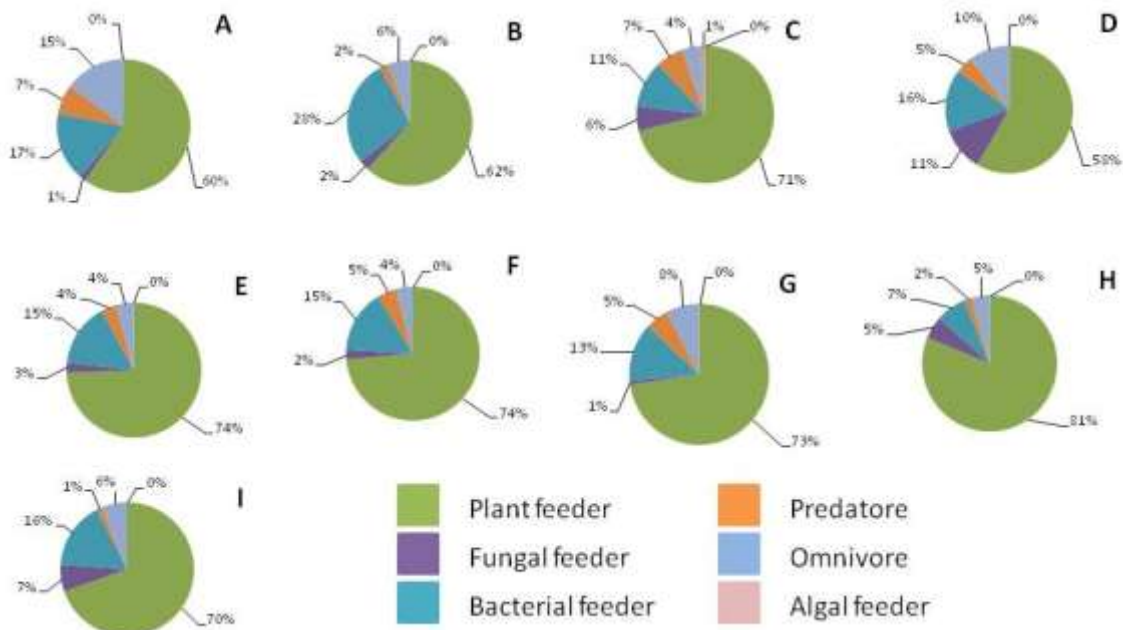 0% A
15%
7%
17%
1%
60%
B
2% 6% 0%
28%
2%
62%
C
7% 4% 1% 0%
11%
6%
71%
D
10% 0%
5%
16%
11%
58%
E
4% 0%
4%
15%
3%
74%
F
5% 4% 0%
15%
2%
74%
G
8% 0%
5%
13%
1%
73%
H
2% 5% 0%
7%
5%
81%
I
1% 6% 0%
16%
7%
70%
Plant feeder
Fungal feeder
Bacterial feeder
Predatore
Omnivore
Algal feeder